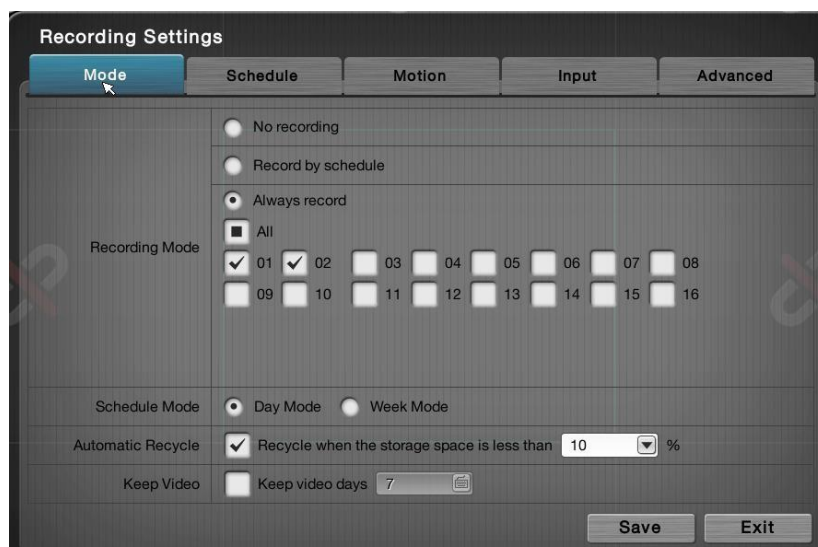 Recording Settings
Mode Schedule Motion Input Advanced
No recording
Record by schedule
Always record
All
Recording Mode
01 02 03 04 05 06 07 08
09 10 11 12 13 14 15 16
Schedule Mode Day Mode Week Mode
Automatic Recycle Recycle when the storage space is less than 10 %
Keep Video Keep video days 7
Save Exit